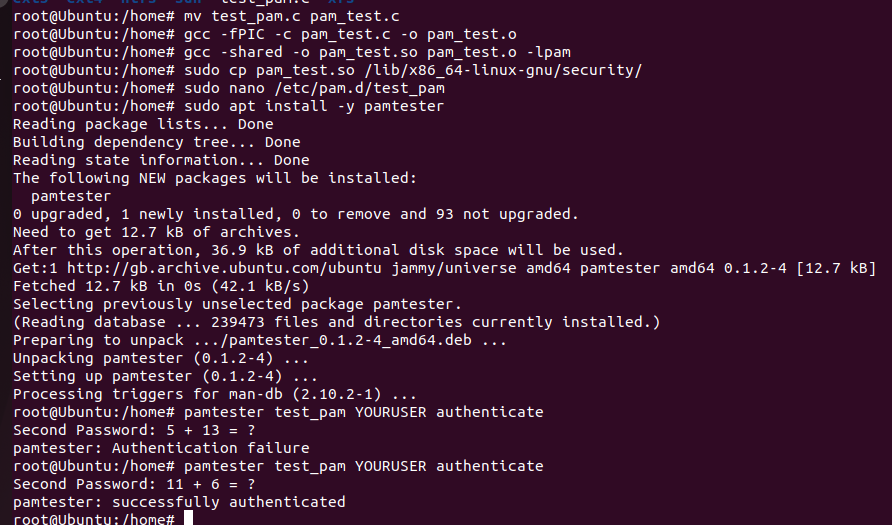 root@Ubuntu:/home# mv test_pam.c pam_test.c
root@Ubuntu:/home# gcc -fPIC -c pam_test.c -o pam_test.o
root@Ubuntu:/home# gcc -shared -o pam_test.so pam_test.o -lpam
root@Ubuntu:/home# sudo cp pam_test.so /lib/x86_64-linux-gnu/security/
root@Ubuntu:/home# sudo nano /etc/pam.d/test_pam
root@Ubuntu:/home# sudo apt install -y pamtester
Reading package lists... Done
Building dependency tree... Done
Reading state information... Done
The following NEW packages will be installed:
  pamtester
0 upgraded, 1 newly installed, 0 to remove and 93 not upgraded.
Need to get 12.7 kB of archives.
After this operation, 36.9 kB of additional disk space will be used.
Get:1 http://gb.archive.ubuntu.com/ubuntu jammy/universe amd64 pamtester amd64 0.1.2-4 [12.7 kB]
Fetched 12.7 kB in 0s (42.1 kB/s)
Selecting previously unselected package pamtester.
(Reading database ... 239473 files and directories currently installed.)
Preparing to unpack .../pamtester_0.1.2-4_amd64.deb ...
Unpacking pamtester (0.1.2-4) ...
Setting up pamtester (0.1.2-4) ...
Processing triggers for man-db (2.10.2-1) ...
root@Ubuntu:/home# pamtester test_pam YOURUSER authenticate
Second Password: 5 + 13 = ?
pamtester: Authentication failure
root@Ubuntu:/home# pamtester test_pam YOURUSER authenticate
Second Password: 11 + 6 = ?
pamtester: successfully authenticated
root@Ubuntu:/home#